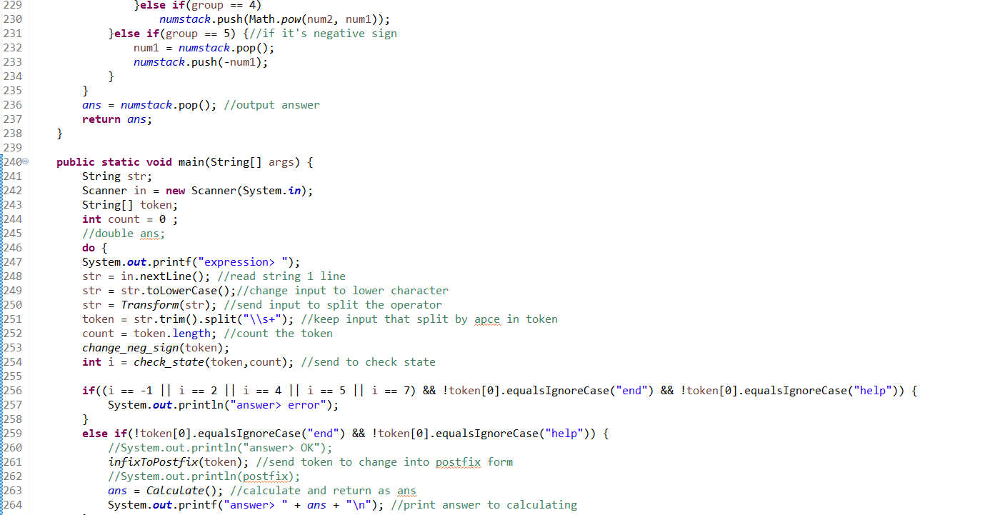 229 }else if(group == 4)
230 numstack.push(Math.pow(num2, num1));
231 }else if(group == 5) {//if it's negative sign
232 num1 = numstack.pop();
233 numstack.push(-num1);
234 }
235 }
236 ans = numstack.pop(); //output answer
237 return ans;
238 }
239
240 public static void main(String[] args) {
241 String str;
242 Scanner in = new Scanner(System.in);
243 String[] token;
244 int count = 0 ;
245 //double ans;
246 do {
247 System.out.printf("expression> ");
248 str = in.nextLine(); //read string 1 line
249 str = str.toLowerCase();//change input to lower character
250 str = Transform(str); //send input to split the operator
251 token = str.trim().split("\\s+"); //keep input that split by apce in token
252 count = token.length; //count the token
253 change_neg_sign(token);
254 int i = check_state(token,count); //send to check state
255
256 if((i == -1 || i == 2 || i == 4 || i == 5 || i == 7) && !token[0].equalsIgnoreCase("end") && !token[0].equalsIgnoreCase("help")) {
257 System.out.println("answer> error");
258 }
259 else if(!token[0].equalsIgnoreCase("end") && !token[0].equalsIgnoreCase("help")) {
260 //System.out.println("answer> OK");
261 infixToPostfix(token); //send token to change into postfix form
262 //System.out.println(postfix);
263 ans = Calculate(); //calculate and return as ans
264 System.out.printf("answer> " + ans + "\n"); //print answer to calculating